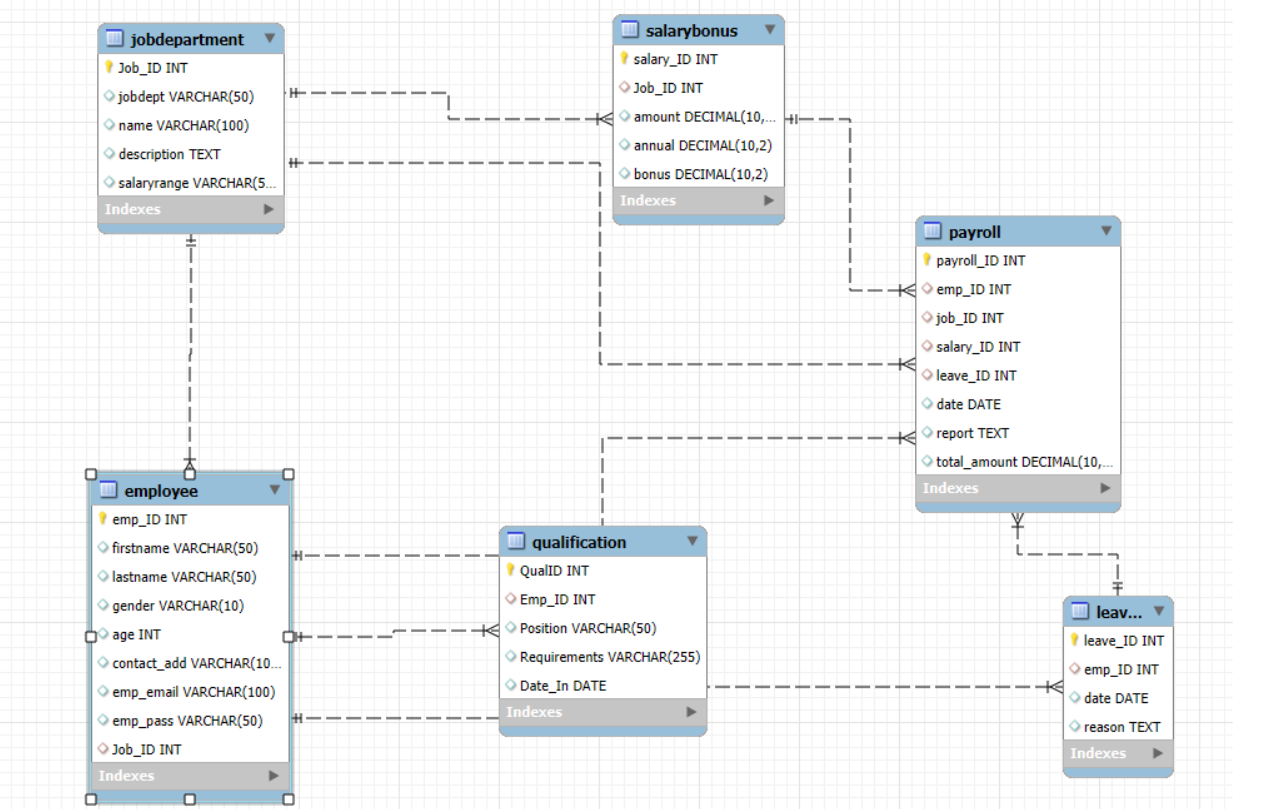 jobdepartment
Job_ID INT
jobdept VARCHAR(50)
name VARCHAR(100)
description TEXT
salaryrange VARCHAR(5...
Indexes
salarybonus
salary_ID INT
Job_ID INT
amount DECIMAL(10,...
annual DECIMAL(10,2)
bonus DECIMAL(10,2)
Indexes
payroll
payroll_ID INT
emp_ID INT
job_ID INT
salary_ID INT
leave_ID INT
date DATE
report TEXT
total_amount DECIMAL(10,...
Indexes
employee
emp_ID INT
firstname VARCHAR(50)
lastname VARCHAR(50)
gender VARCHAR(10)
age INT
contact_add VARCHAR(10...
emp_email VARCHAR(100)
emp_pass VARCHAR(50)
Job_ID INT
Indexes
qualification
QualID INT
Emp_ID INT
Position VARCHAR(50)
Requirements VARCHAR(255)
Date_In DATE
Indexes
leav...
leave_ID INT
emp_ID INT
date DATE
reason TEXT
Indexes